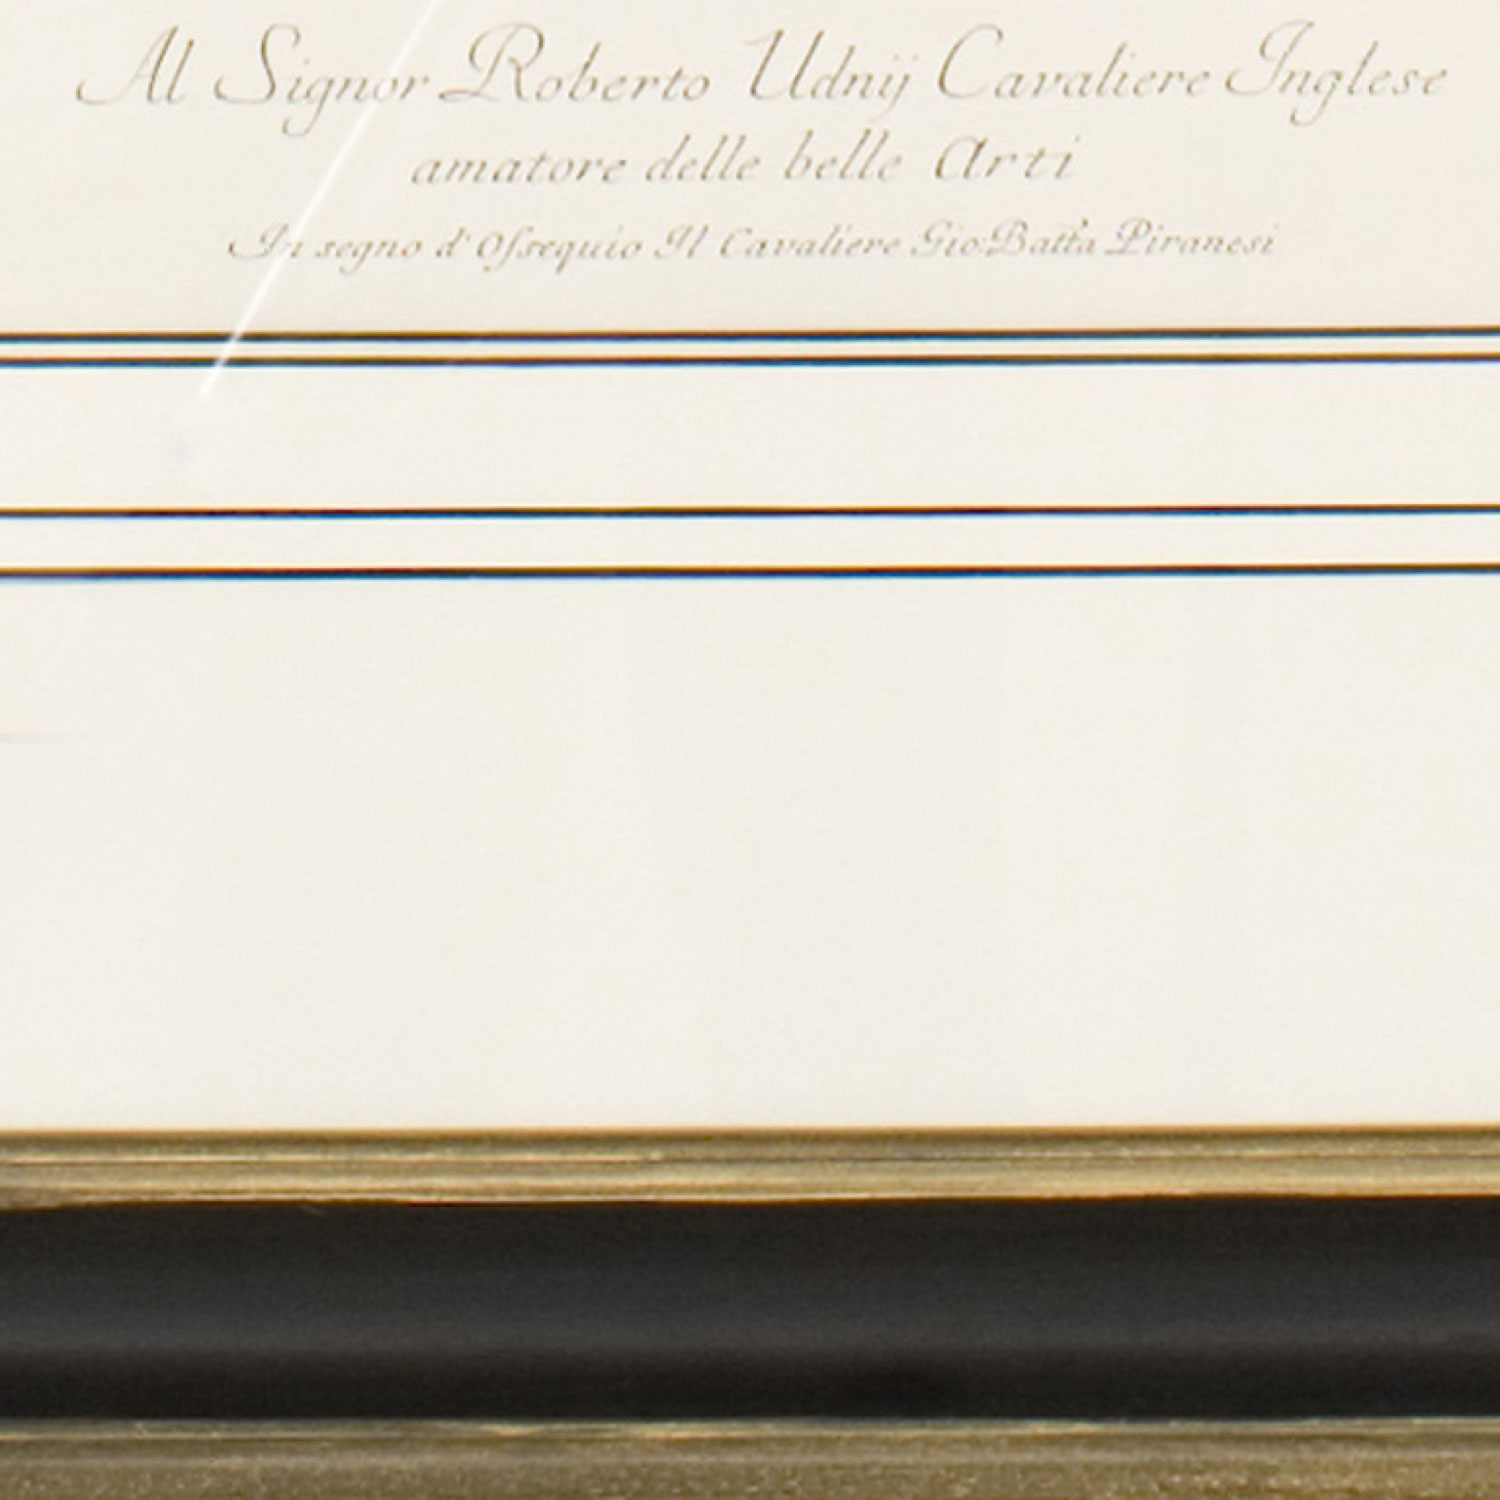 Al Signor Roberto Udnij Cavaliere Inglese
amatore delle belle Arti
In segno d' Ossequio Il Cavaliere Gio:Batta Piranesi